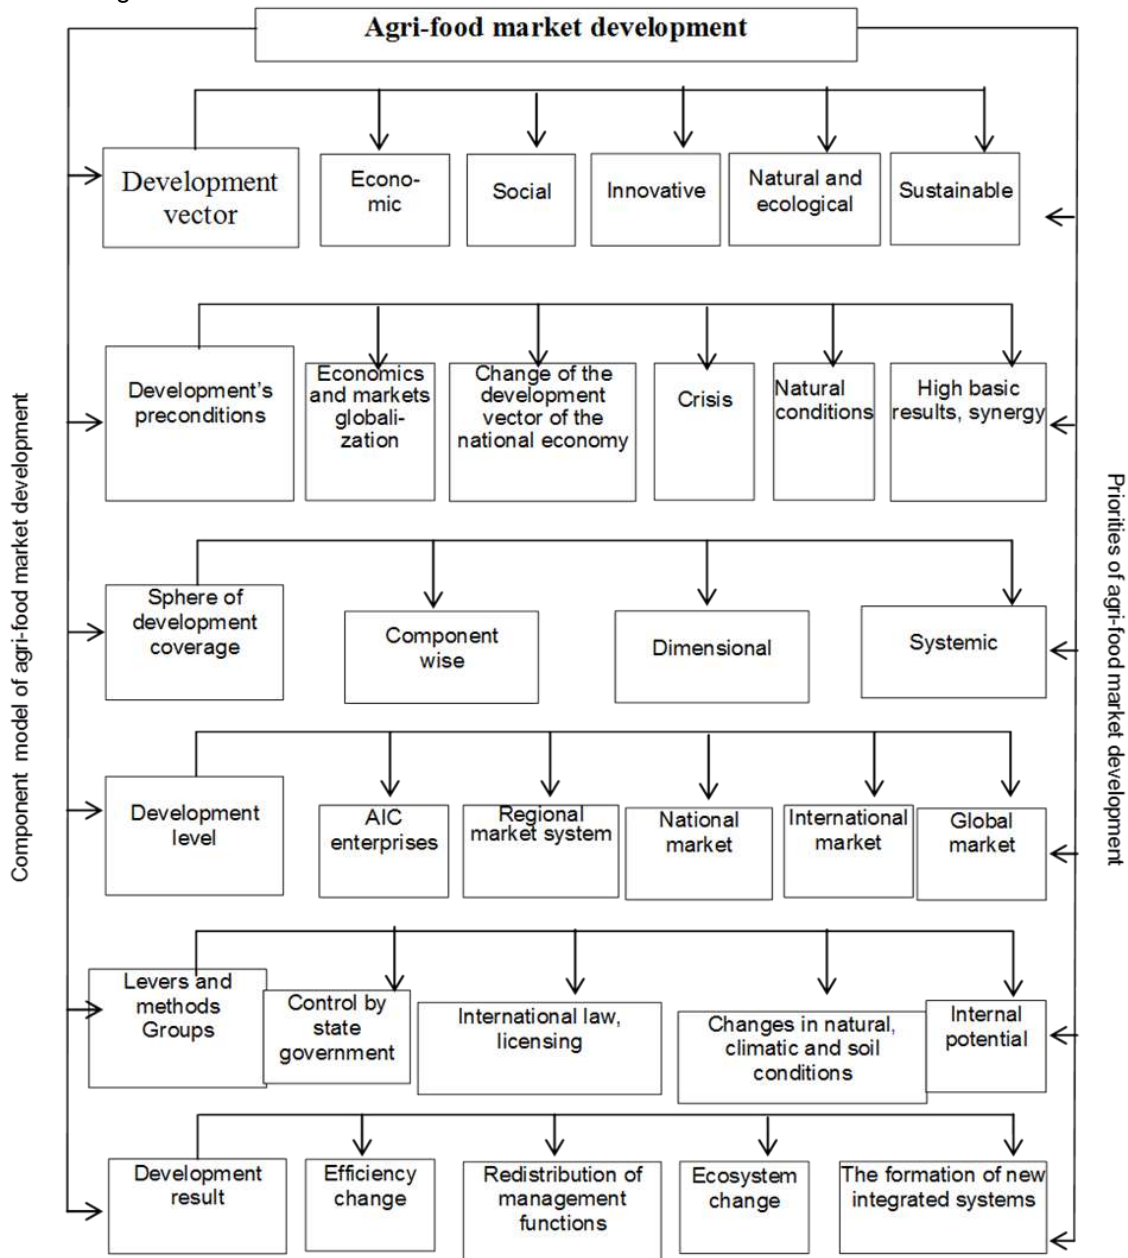 Agri-food market development
Development
vector
Econo-
mic
Social
Innovative
Natural and
ecological
Sustainable
Development's
preconditions
Economics
and markets
globali-
zation
Change of the
development
vector of the
national economy
Crisis
Natural
conditions
High basic
results, synergy
Sphere of
development
coverage
Component
wise
Dimensional
Systemic
Development
level
AIC
enterprises
Regional
market system
National
market
International
market
Global
market
Levers and
methods
Groups
Control by
state
government
International law,
licensing
Changes in natural,
climatic and soil
conditions
Internal
potential
Development
result
Efficiency
change
Redistribution of
management
functions
Ecosystem
change
The formation of new
integrated systems
Component model of agri-food market development
Priorities of agri-food market development